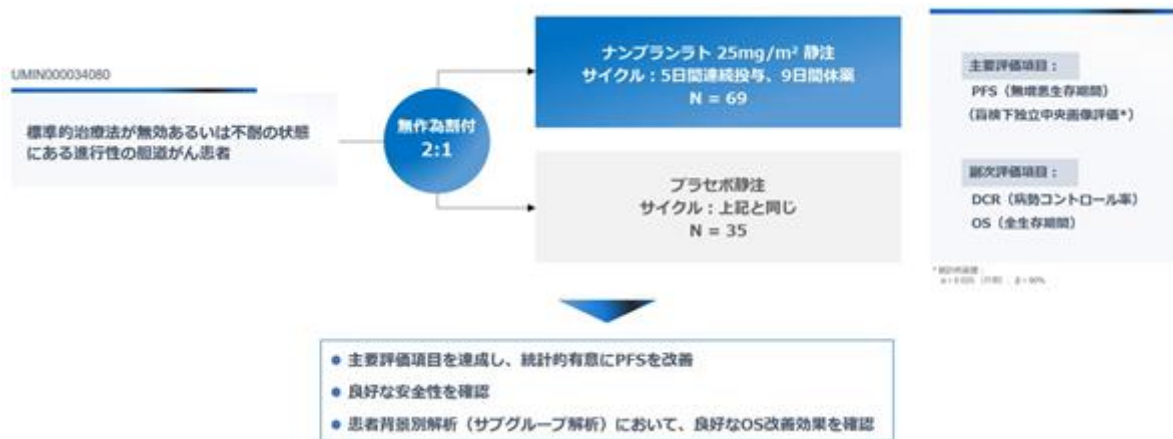 UMIN000034080
標準的治療法が無効あるいは不耐の状態
にある進行性の胆道がん患者
無作為割付
2:1
ナンプランラト 25mg/m² 静注
サイクル：5日間連続投与、9日間休薬
N = 69
プラセボ静注
サイクル：上記と同じ
N = 35
主要評価項目：
PFS（無増悪生存期間）
（盲検下独立中央画像評価*）
副次評価項目：
DCR（病勢コントロール率）
OS（全生存期間）
● 主要評価項目を達成し、統計的有意にPFSを改善
● 良好な安全性を確認
● 患者背景別解析（サブグループ解析）において、良好なOS改善効果を確認